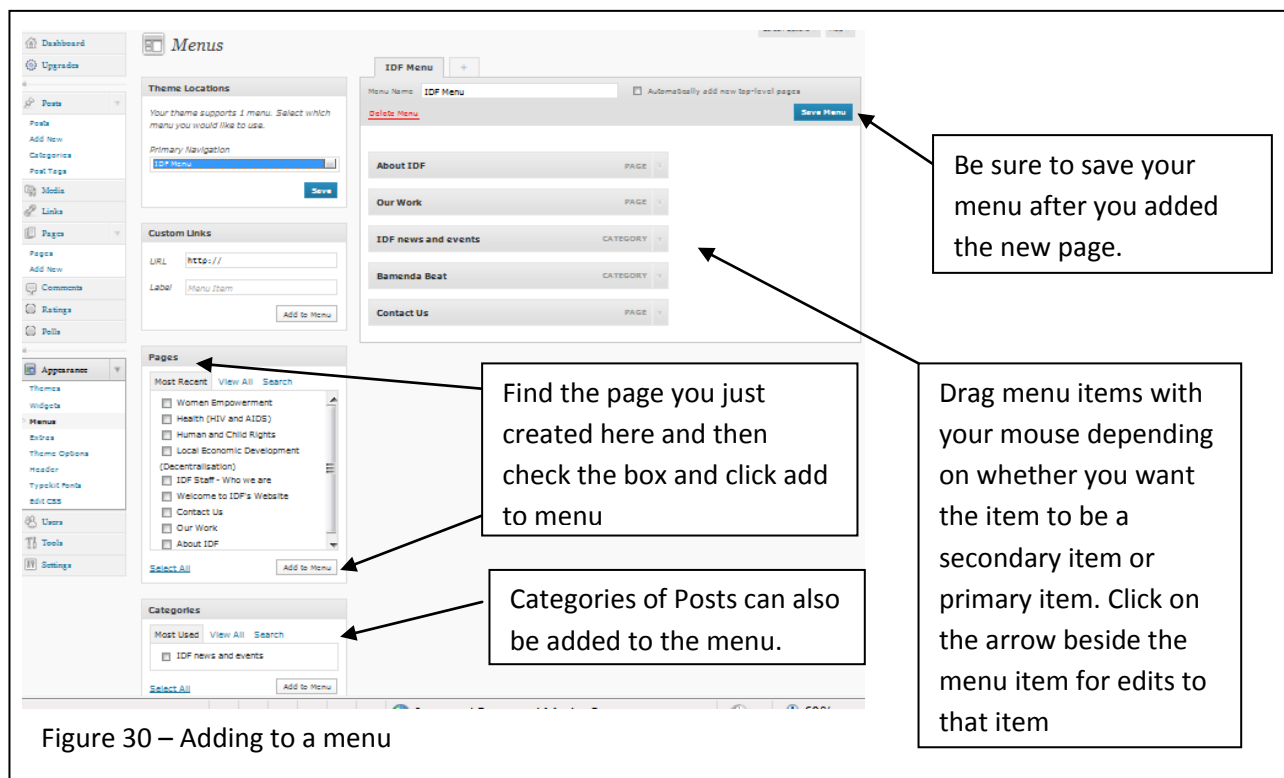 Dashboard
Upgrades
Posts
Posts
Add New
Categories
Post Tags
Media
Links
Pages
Pages
Add New
Comments
Ratings
Polls
Appearance
Themes
Widgets
Menus
Extras
Theme Options
Header
Typekit Fonts
Edit CSS
Users
Tools
Settings
Menus
Theme Locations
Your theme supports 1 menu. Select which
menu you would like to use.
Primary Navigation
IDF Menu
Save
Custom Links
URL http://
Label Menu Item
Add to Menu
Pages
Most Recent View All Search
Women Empowerment
Health (HIV and AIDS)
Human and Child Rights
Local Economic Development
(Decentralisation)
IDF Staff - Who we are
Welcome to IDF's Website
Contact Us
Our Work
About IDF
Select All Add to Menu
Categories
Most Used View All Search
IDF news and events
Select All Add to Menu
IDF Menu +
Menu Name IDF Menu Automatically add new top-level pages
Delete Menu Save Menu
About IDF PAGE
Our Work PAGE
IDF news and events CATEGORY
Bamenda Beat CATEGORY
Contact Us PAGE
Be sure to save your
menu after you added
the new page.
Find the page you just
created here and then
check the box and click add
to menu
Categories of Posts can also
be added to the menu.
Drag menu items with
your mouse depending
on whether you want
the item to be a
secondary item or
primary item. Click on
the arrow beside the
menu item for edits to
that item
Figure 30 – Adding to a menu